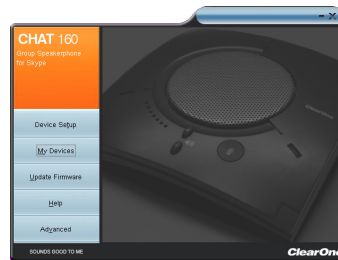 CHAT 160
Group Speakerphone
for Skype
ClearOne
Device Setup
My Devices
Update Firmware
Help
Advanced
SOUNDS GOOD TO ME
ClearOne